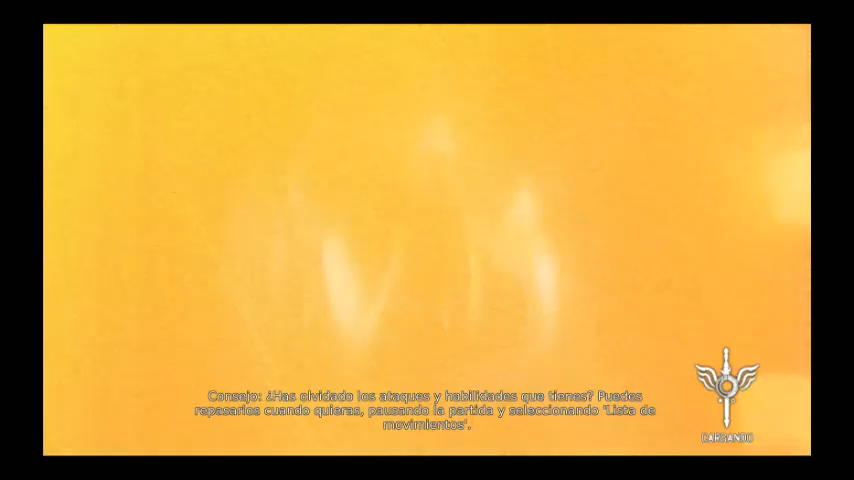 Consejo: ¿Has olvidado los ataques y habilidades que tienes? Puedes
repasarlos cuando quieras, pausando la partida y seleccionando 'Lista de
movimientos'.
CARGANDO